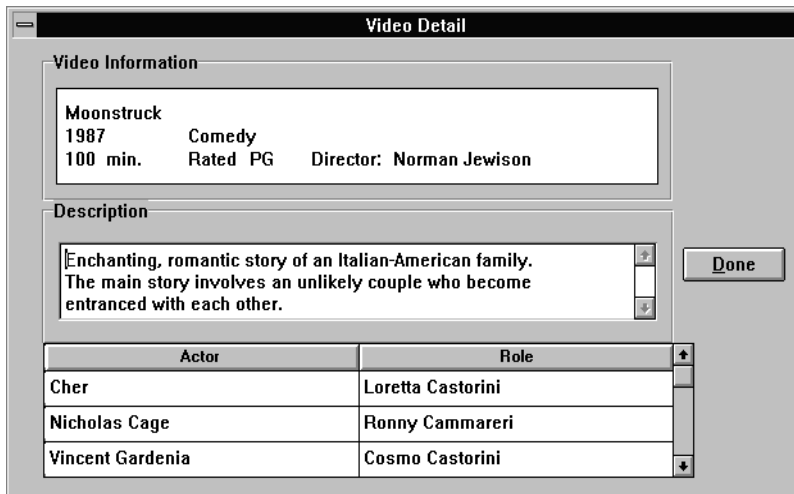 Video Detail
Video Information
Moonstruck
1987 Comedy
100 min. Rated PG Director: Norman Jewison
Description
Enchanting, romantic story of an Italian-American family.
The main story involves an unlikely couple who become
entranced with each other.
Done
Actor Role
Cher Loretta Castorini
Nicholas Cage Ronny Cammareri
Vincent Gardenia Cosmo Castorini